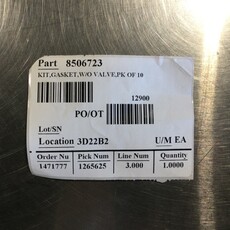 Part 8506723
KIT,GASKET,W/O VALVE,PK OF 10
12900
PO/OT
Lot/SN
Location 3D22B2 U/M EA
Order Nu Pick Num Line Num Quantity
1471777 1265625 3.000 1.0000